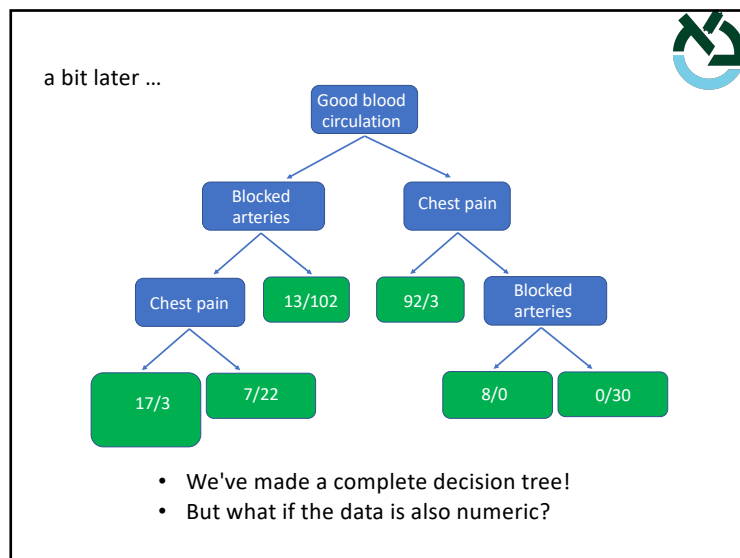 a bit later ...
Good blood
circulation
Blocked
arteries
Chest pain
Chest pain
13/102
92/3
Blocked
arteries
17/3
7/22
8/0
0/30
• We've made a complete decision tree!
• But what if the data is also numeric?